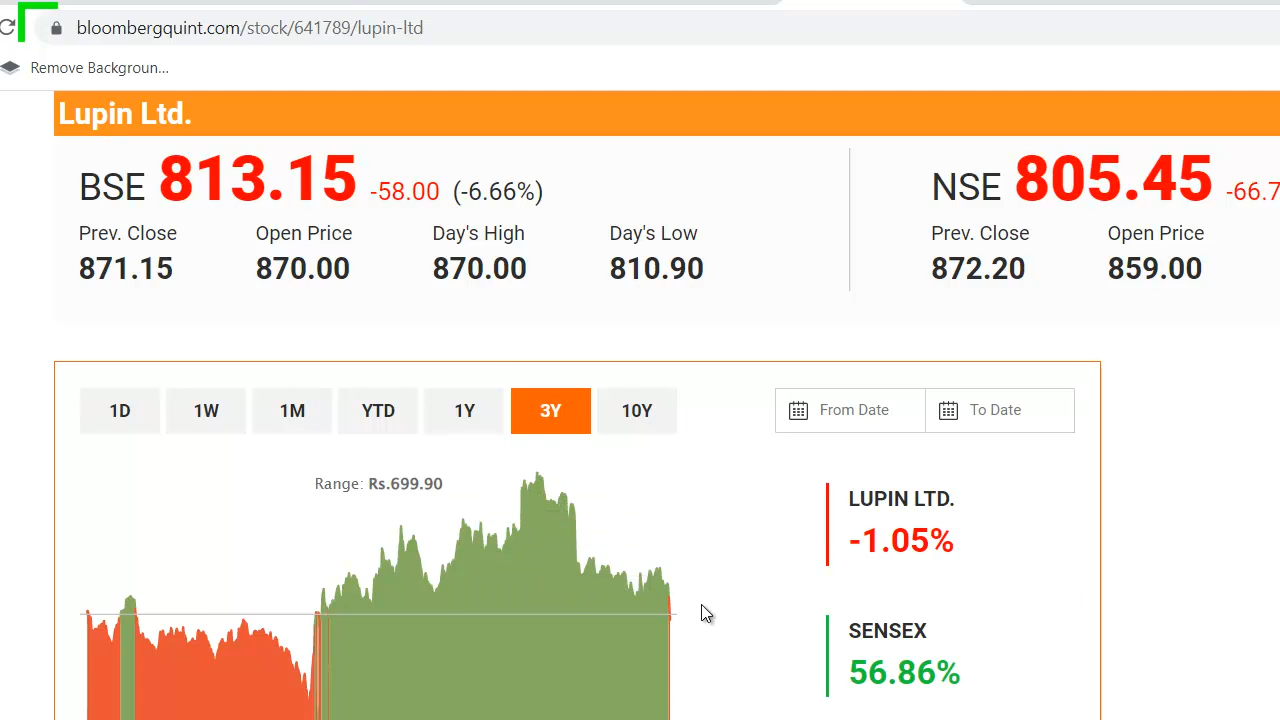 bloombergquint.com/stock/641789/lupin-ltd
Remove Backgroun...
Lupin Ltd.
BSE 813.15 -58.00 (-6.66%)
Prev. Close Open Price Day's High Day's Low
871.15 870.00 870.00 810.90
NSE 805.45 -66.7
Prev. Close Open Price
872.20 859.00
1D 1W 1M YTD 1Y 3Y 10Y
From Date To Date
Range: Rs.699.90
LUPIN LTD.
-1.05%
SENSEX
56.86%